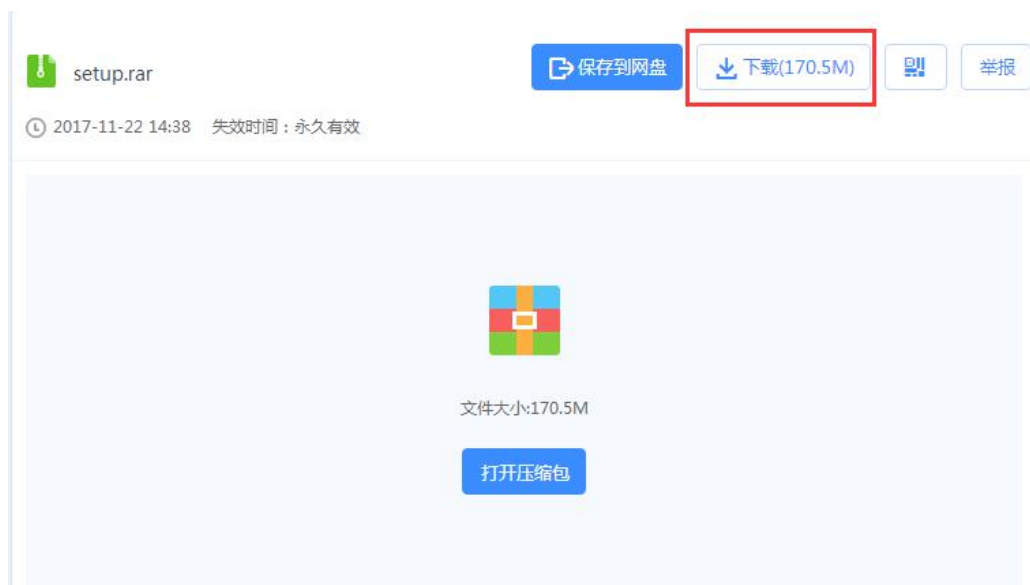 setup.rar
保存到网盘
下载(170.5M)
举报
2017-11-22 14:38 失效时间：永久有效
文件大小:170.5M
打开压缩包